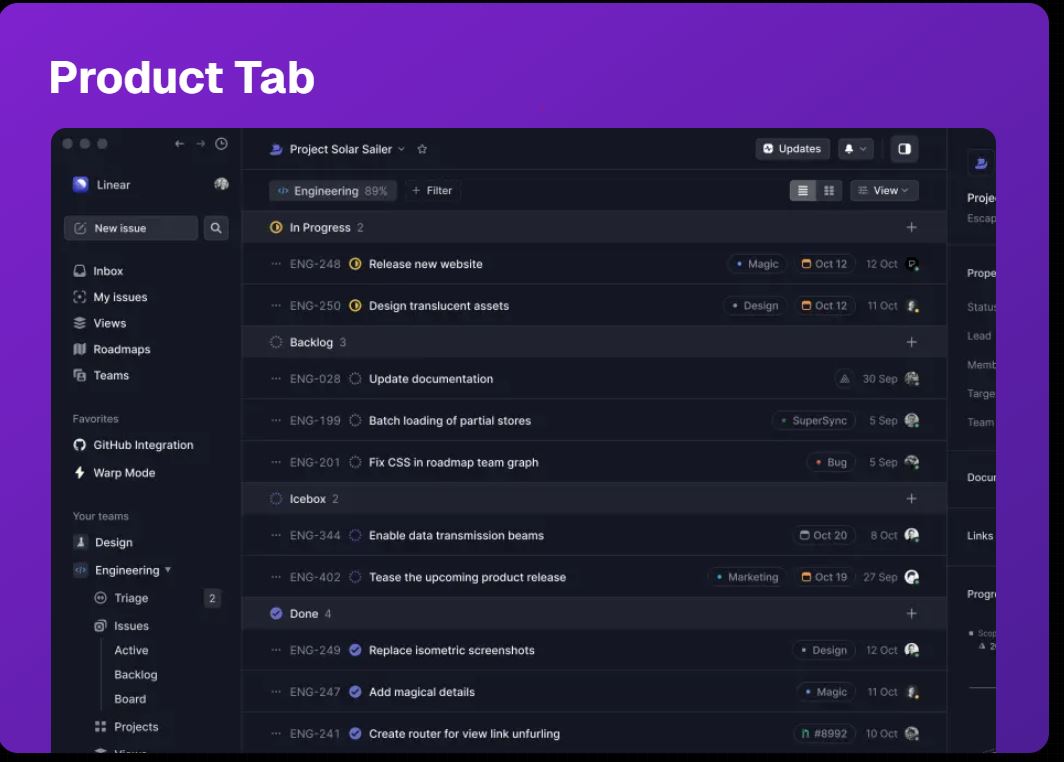 Product Tab
Linear
New issue
Inbox
My issues
Views
Roadmaps
Teams
Favorites
GitHub Integration
Warp Mode
Your teams
Design
Engineering
Triage 2
Issues
Active
Backlog
Board
Projects
Views
Project Solar Sailer
Updates
Engineering 89% + Filter
View
In Progress 2 +
··· ENG-248 Release new website Magic Oct 12 12 Oct
··· ENG-250 Design translucent assets Design Oct 12 11 Oct
Backlog 3 +
··· ENG-028 Update documentation 30 Sep
··· ENG-199 Batch loading of partial stores SuperSync 5 Sep
··· ENG-201 Fix CSS in roadmap team graph Bug 5 Sep
Icebox 2 +
··· ENG-344 Enable data transmission beams Oct 20 8 Oct
··· ENG-402 Tease the upcoming product release Marketing Oct 19 27 Sep
Done 4 +
··· ENG-249 Replace isometric screenshots Design 12 Oct
··· ENG-247 Add magical details Magic 11 Oct
··· ENG-241 Create router for view link unfurling #8992 10 Oct
Projec
Escap
Prope
Status
Lead
Memb
Targe
Team
Docu
Links
Progre
Scop